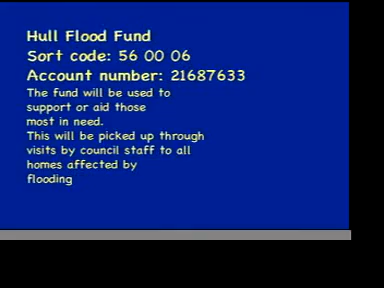 Hull Flood Fund
Sort code: 56 00 06
Account number: 21687633
The fund will be used to
support or aid those
most in need.
This will be picked up through
visits by council staff to all
homes affected by
flooding